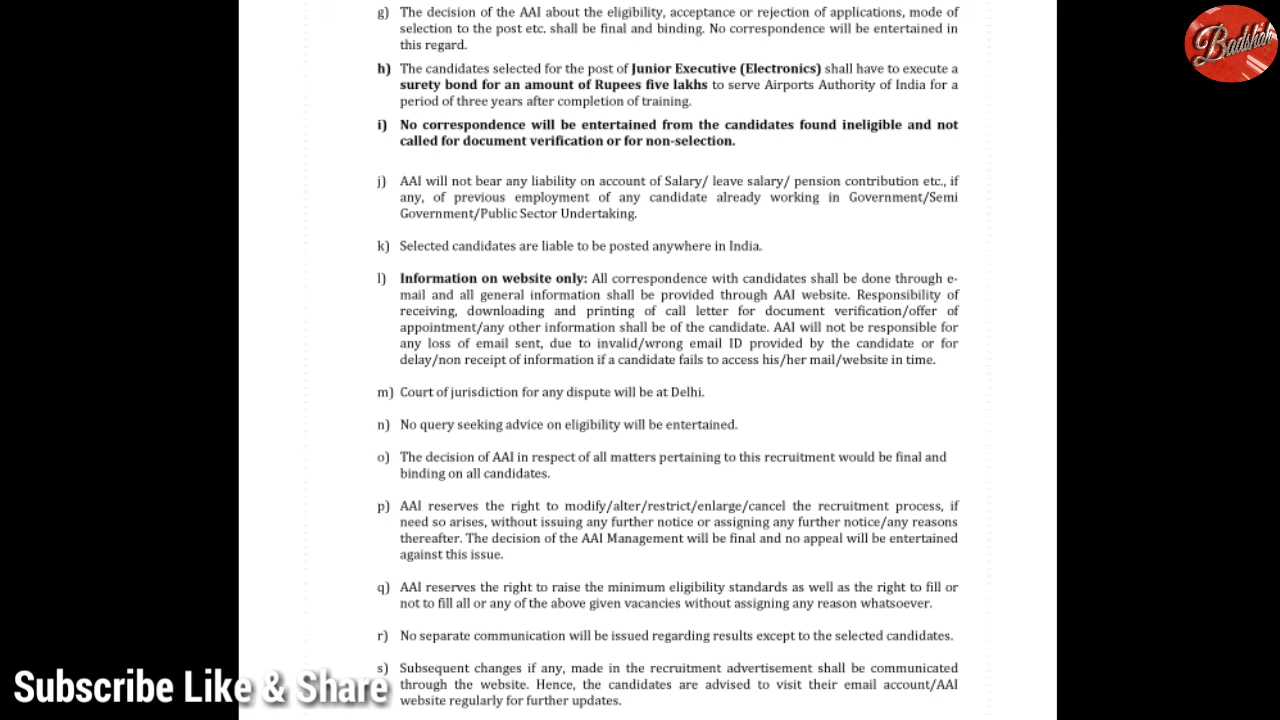 g) The decision of the AAI about the eligibility, acceptance or rejection of applications, mode of
selection to the post etc. shall be final and binding. No correspondence will be entertained in
this regard.
h) The candidates selected for the post of Junior Executive (Electronics) shall have to execute a
surety bond for an amount of Rupees five lakhs to serve Airports Authority of India for a
period of three years after completion of training.
i) No correspondence will be entertained from the candidates found ineligible and not
called for document verification or for non-selection.
j) AAI will not bear any liability on account of Salary/ leave salary/ pension contribution etc., if
any, of previous employment of any candidate already working in Government/Semi
Government/Public Sector Undertaking.
k) Selected candidates are liable to be posted anywhere in India.
l) Information on website only: All correspondence with candidates shall be done through e-
mail and all general information shall be provided through AAI website. Responsibility of
receiving, downloading and printing of call letter for document verification/offer of
appointment/any other information shall be of the candidate. AAI will not be responsible for
any loss of email sent, due to invalid/wrong email ID provided by the candidate or for
delay/non receipt of information if a candidate fails to access his/her mail/website in time.
m) Court of jurisdiction for any dispute will be at Delhi.
n) No query seeking advice on eligibility will be entertained.
o) The decision of AAI in respect of all matters pertaining to this recruitment would be final and
binding on all candidates.
p) AAI reserves the right to modify/alter/restrict/enlarge/cancel the recruitment process, if
need so arises, without issuing any further notice or assigning any further notice/any reasons
thereafter. The decision of the AAI Management will be final and no appeal will be entertained
against this issue.
q) AAI reserves the right to raise the minimum eligibility standards as well as the right to fill or
not to fill all or any of the above given vacancies without assigning any reason whatsoever.
r) No separate communication will be issued regarding results except to the selected candidates.
s) Subsequent changes if any, made in the recruitment advertisement shall be communicated
through the website. Hence, the candidates are advised to visit their email account/AAI
website regularly for further updates.
Badshah
Subscribe Like & Share